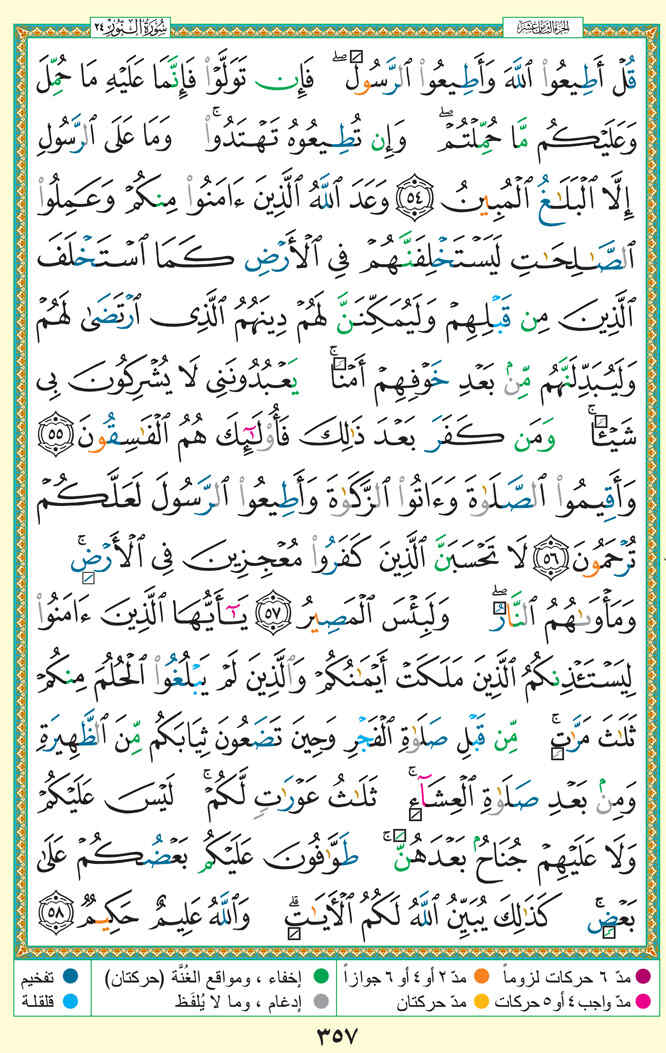 الجزء الثامن عشر
سُورَةُ النُّورِ ٢٤
قُلْ أَطِيعُوا۟ ٱللَّهَ وَأَطِيعُوا۟ ٱلرَّسُولَ ۖ فَإِن تَوَلَّوْا۟ فَإِنَّمَا عَلَيْهِ مَا حُمِّلَ
وَعَلَيْكُم مَّا حُمِّلْتُمْ ۖ وَإِن تُطِيعُوهُ تَهْتَدُوا۟ ۚ وَمَا عَلَى ٱلرَّسُولِ
إِلَّا ٱلْبَلَـٰغُ ٱلْمُبِينُ ٥٤ وَعَدَ ٱللَّهُ ٱلَّذِينَ ءَامَنُوا۟ مِنكُمْ وَعَمِلُوا۟
ٱلصَّـٰلِحَـٰتِ لَيَسْتَخْلِفَنَّهُمْ فِى ٱلْأَرْضِ كَمَا ٱسْتَخْلَفَ
ٱلَّذِينَ مِن قَبْلِهِمْ وَلَيُمَكِّنَنَّ لَهُمْ دِينَهُمُ ٱلَّذِى ٱرْتَضَىٰ لَهُمْ
وَلَيُبَدِّلَنَّهُم مِّنۢ بَعْدِ خَوْفِهِمْ أَمْنًا ۚ يَعْبُدُونَنِى لَا يُشْرِكُونَ بِى
شَيْـًٔا ۚ وَمَن كَفَرَ بَعْدَ ذَٰلِكَ فَأُو۟لَـٰٓئِكَ هُمُ ٱلْفَـٰسِقُونَ ٥٥
وَأَقِيمُوا۟ ٱلصَّلَوٰةَ وَءَاتُوا۟ ٱلزَّكَوٰةَ وَأَطِيعُوا۟ ٱلرَّسُولَ لَعَلَّكُمْ
تُرْحَمُونَ ٥٦ لَا تَحْسَبَنَّ ٱلَّذِينَ كَفَرُوا۟ مُعْجِزِينَ فِى ٱلْأَرْضِ ۚ
وَمَأْوَىٰهُمُ ٱلنَّارُ ۖ وَلَبِئْسَ ٱلْمَصِيرُ ٥٧ يَـٰٓأَيُّهَا ٱلَّذِينَ ءَامَنُوا۟
لِيَسْتَـْٔذِنكُمُ ٱلَّذِينَ مَلَكَتْ أَيْمَـٰنُكُمْ وَٱلَّذِينَ لَمْ يَبْلُغُوا۟ ٱلْحُلُمَ مِنكُمْ
ثَلَـٰثَ مَرَّٰتٍ ۚ مِّن قَبْلِ صَلَوٰةِ ٱلْفَجْرِ وَحِينَ تَضَعُونَ ثِيَابَكُم مِّنَ ٱلظَّهِيرَةِ
وَمِنۢ بَعْدِ صَلَوٰةِ ٱلْعِشَآءِ ۚ ثَلَـٰثُ عَوْرَٰتٍ لَّكُمْ ۚ لَيْسَ عَلَيْكُمْ
وَلَا عَلَيْهِمْ جُنَاحٌۢ بَعْدَهُنَّ ۚ طَوَّٰفُونَ عَلَيْكُم بَعْضُكُمْ عَلَىٰ
بَعْضٍ ۚ كَذَٰلِكَ يُبَيِّنُ ٱللَّهُ لَكُمُ ٱلْـَٔايَـٰتِ ۗ وَٱللَّهُ عَلِيمٌ حَكِيمٌ ٥٨
مدّ ٦ حركات لزوماً مدّ ٢ أو ٤ أو ٦ جوازاً إخفاء ، ومواقع الغُنَّة (حركتان) تفخيم
مدّ واجب ٤ أو ٥ حركات مدّ حركتان إدغام ، وما لا يُلفَظ قلقلة
٣٥٧